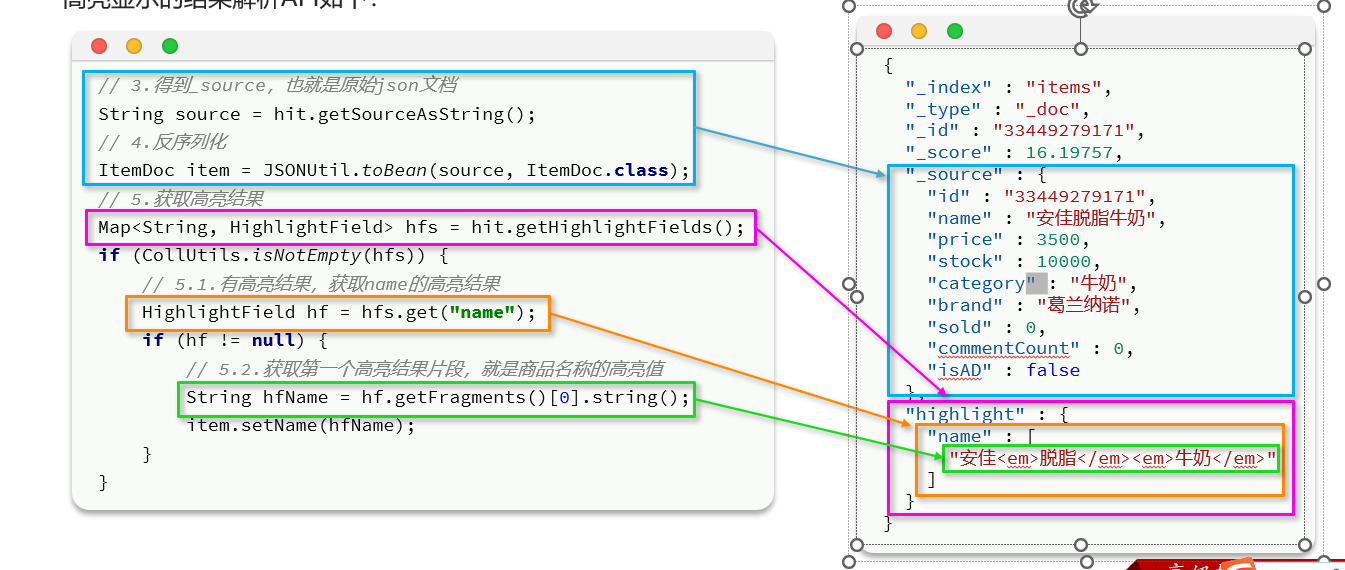 高亮显示的结果解析API如下：
// 3.得到_source，也就是原始json文档
String source = hit.getSourceAsString();
// 4.反序列化
ItemDoc item = JSONUtil.toBean(source, ItemDoc.class);
// 5.获取高亮结果
Map<String, HighlightField> hfs = hit.getHighlightFields();
if (CollUtils.isNotEmpty(hfs)) {
// 5.1.有高亮结果，获取name的高亮结果
HighlightField hf = hfs.get("name");
if (hf != null) {
// 5.2.获取第一个高亮结果片段，就是商品名称的高亮值
String hfName = hf.getFragments()[0].string();
item.setName(hfName);
}
}
{
"_index" : "items",
"_type" : "_doc",
"_id" : "33449279171",
"_score" : 16.19757,
"_source" : {
"id" : "33449279171",
"name" : "安佳脱脂牛奶",
"price" : 3500,
"stock" : 10000,
"category" : "牛奶",
"brand" : "葛兰纳诺",
"sold" : 0,
"commentCount" : 0,
"isAD" : false
},
"highlight" : {
"name" : [
"安佳<em>脱脂</em><em>牛奶</em>"
]
}
}